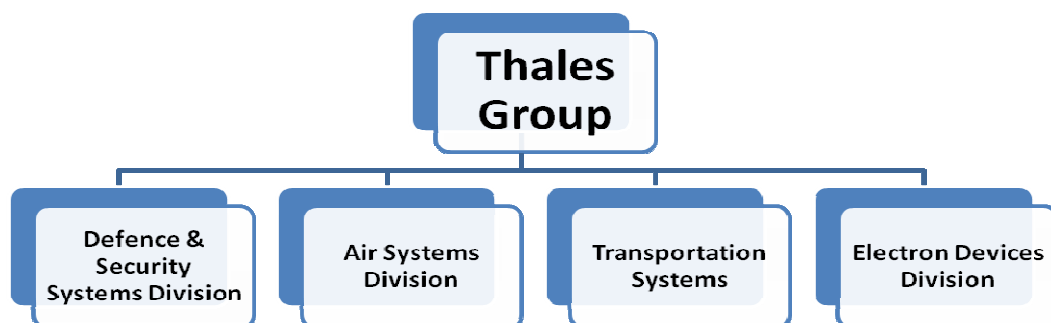 Thales
Group
Defence &
Security
Systems Division
Air Systems
Division
Transportation
Systems
Electron Devices
Division